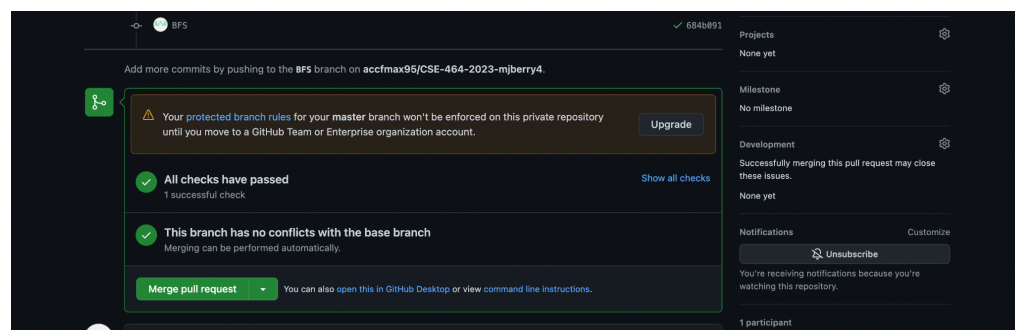 BFS
684b091
Add more commits by pushing to the BFS branch on accfmax95/CSE-464-2023-mjberry4.
Your protected branch rules for your master branch won't be enforced on this private repository
until you move to a GitHub Team or Enterprise organization account.
Upgrade
All checks have passed
1 successful check
Show all checks
This branch has no conflicts with the base branch
Merging can be performed automatically.
Merge pull request
You can also open this in GitHub Desktop or view command line instructions.
Projects
None yet
Milestone
No milestone
Development
Successfully merging this pull request may close
these issues.
None yet
Notifications
Customize
Unsubscribe
You're receiving notifications because you're
watching this repository.
1 participant